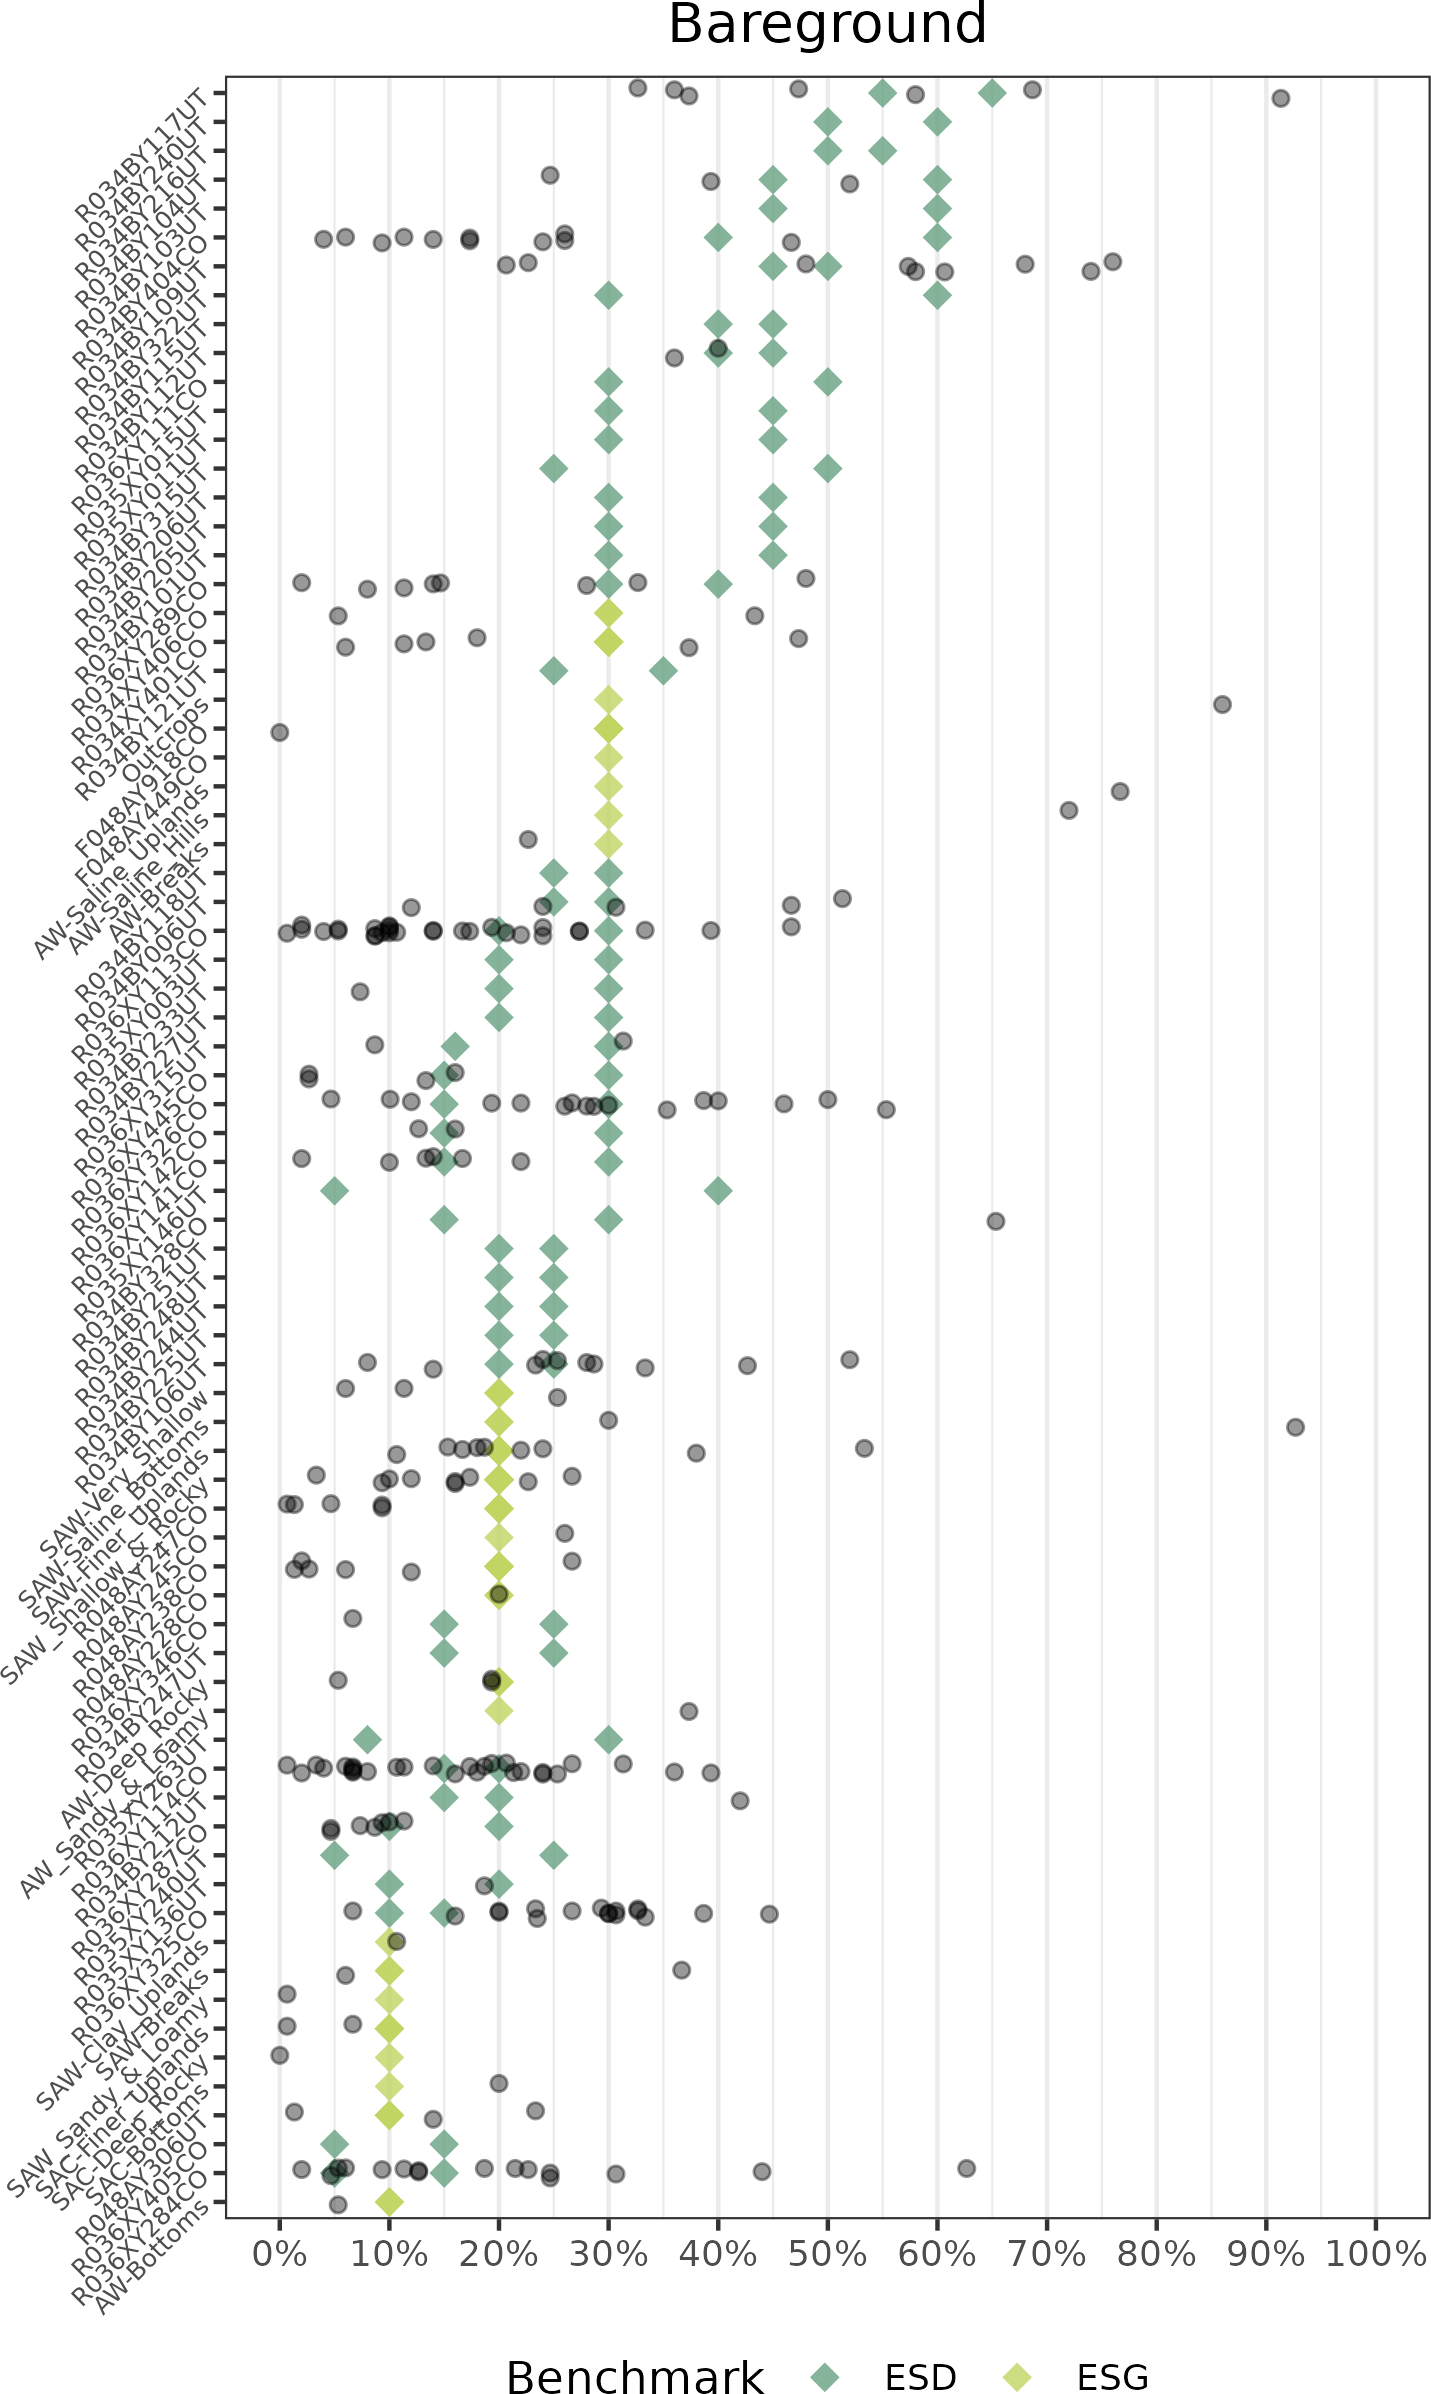 Bareground
R034BY117UT
R034BY240UT
R034BY216UT
R034BY104UT
R034BY103UT
R034BY404CO
R034BY109UT
R034BY322UT
R034BY115UT
R034BY112UT
R036XY111CO
R035XY015UT
R035XY011UT
R034BY315UT
R034BY206UT
R034BY205UT
R034BY101UT
R036XY289CO
R034XY406CO
R034XY401CO
R034BY121UT
Outcrops
F048AY918CO
F048AY449CO
AW-Saline Uplands
AW-Saline Hills
AW-Breaks
R034BY118UT
R034BY006UT
R036XY113CO
R035XY003UT
R034BY233UT
R034BY227UT
R036XY315UT
R036XY445CO
R036XY326CO
R036XY142CO
R036XY141CO
R035XY146UT
R034BY328CO
R034BY251UT
R034BY248UT
R034BY244UT
R034BY225UT
R034BY106UT
SAW-Very Shallow
SAW-Saline Bottoms
SAW-Finer Uplands
SAW_Shallow & Rocky
R048AY247CO
R048AY245CO
R048AY238CO
R048AY228CO
R036XY346CO
R034BY247UT
AW-Deep Rocky
AW_Sandy & Loamy
R035XY263UT
R036XY114CO
R034BY212UT
R036XY287CO
R035XY240UT
R035XY136UT
R036XY325CO
SAW-Clay Uplands
SAW-Breaks
SAW_Sandy & Loamy
SAC-Finer Uplands
SAC-Deep Rocky
SAC-Bottoms
R048AY306UT
R036XY405CO
R036XY284CO
AW-Bottoms
0% 10% 20% 30% 40% 50% 60% 70% 80% 90% 100%
Benchmark ESD ESG